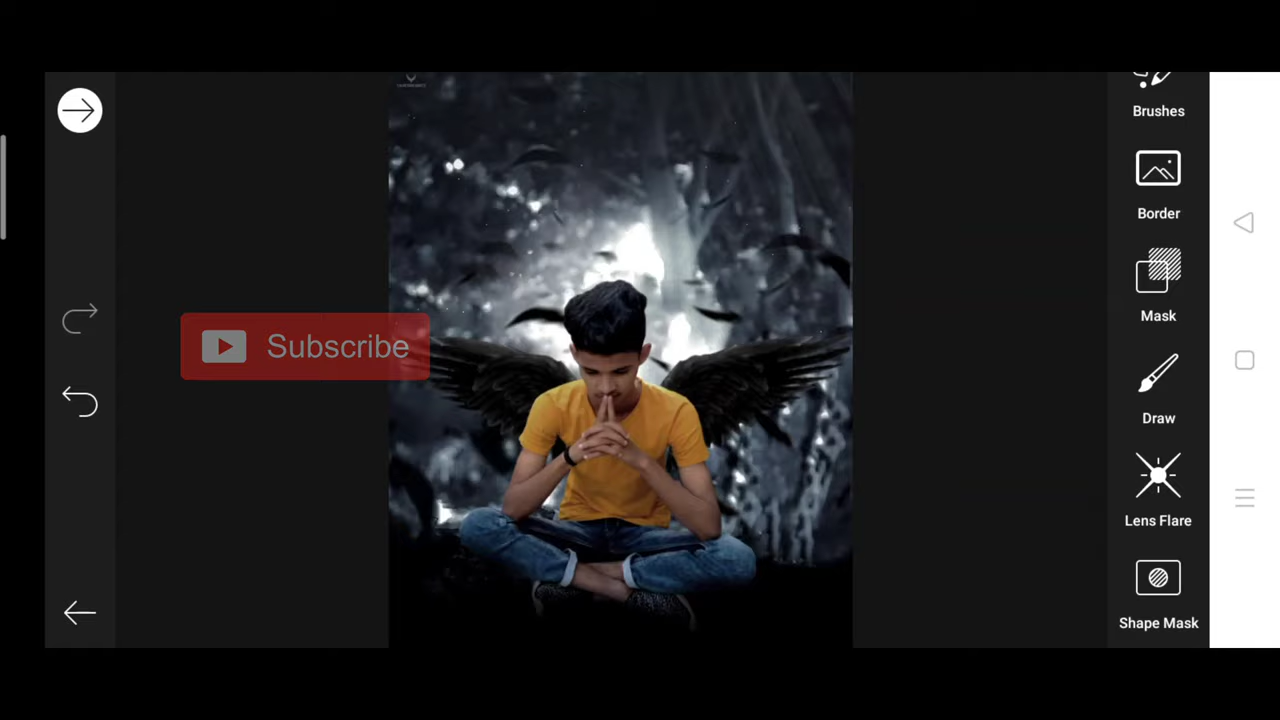 Brushes
Border
Mask
Subscribe
Draw
Lens Flare
Shape Mask